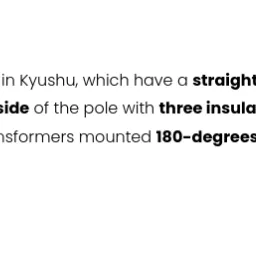 in Kyushu, which have a straight
side of the pole with three insula
nsformers mounted 180-degrees